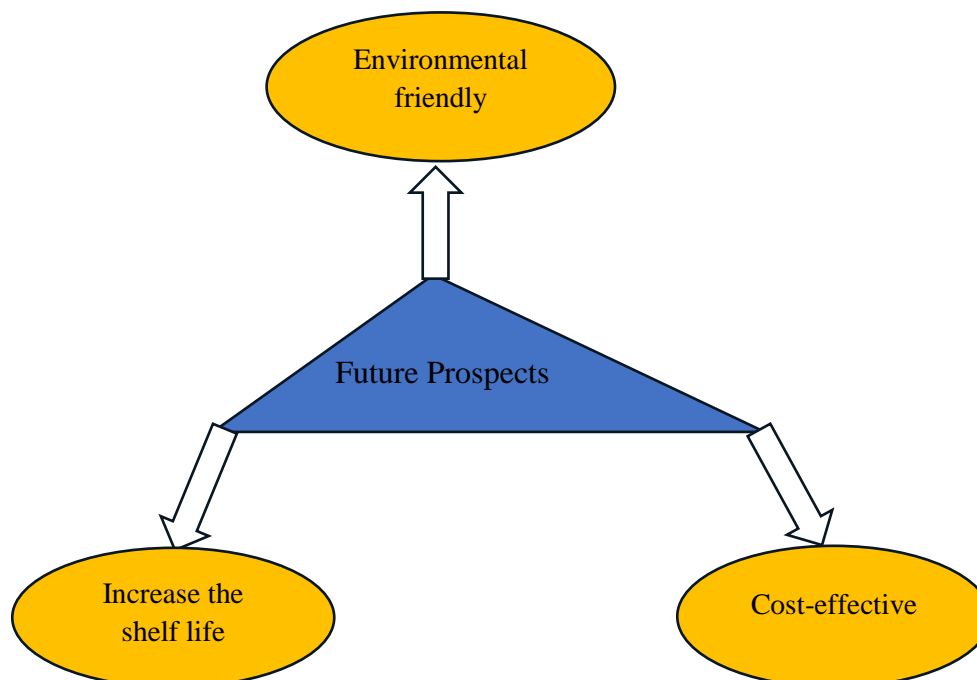 Environmental
friendly
Future Prospects
Increase the
shelf life
Cost-effective